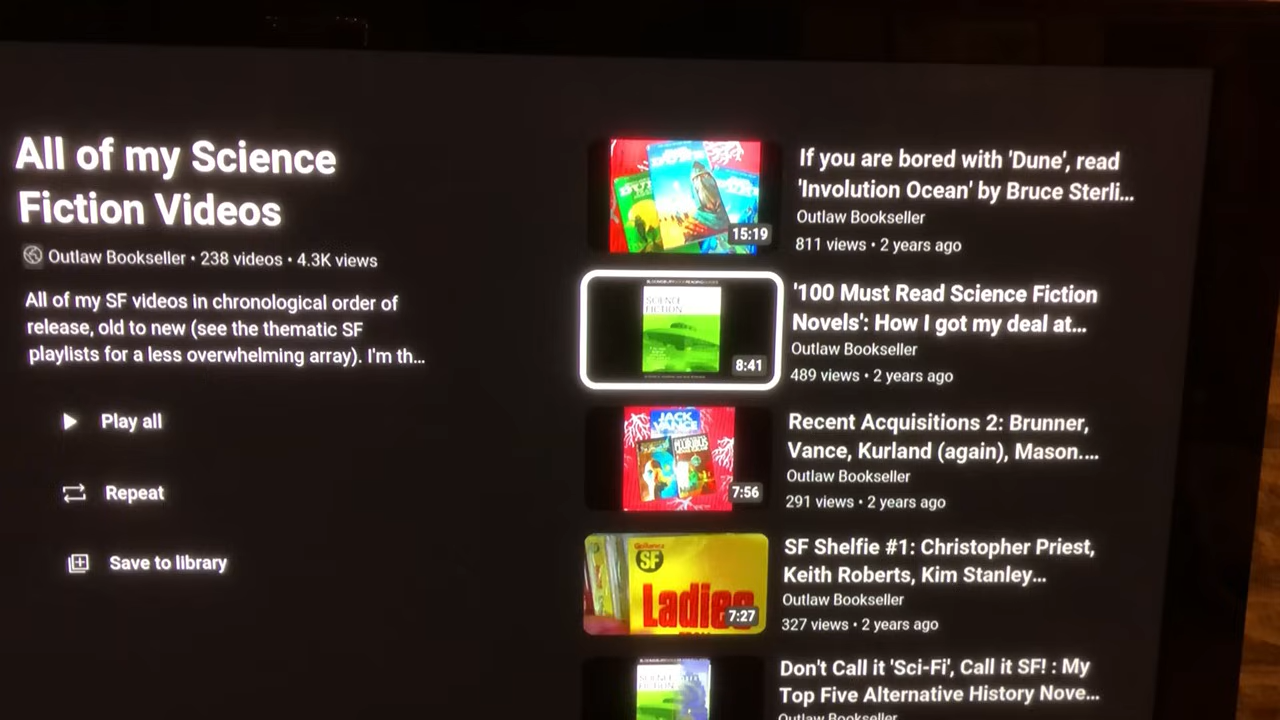 All of my Science
Fiction Videos
Outlaw Bookseller • 238 videos • 4.3K views
All of my SF videos in chronological order of
release, old to new (see the thematic SF
playlists for a less overwhelming array). I'm th...
Play all
Repeat
Save to library
15:19
If you are bored with 'Dune', read
'Involution Ocean' by Bruce Sterli...
Outlaw Bookseller
811 views • 2 years ago
SCIENCE
FICTION
8:41
'100 Must Read Science Fiction
Novels': How I got my deal at...
Outlaw Bookseller
489 views • 2 years ago
JACK
VANCE
7:56
Recent Acquisitions 2: Brunner,
Vance, Kurland (again), Mason....
Outlaw Bookseller
291 views • 2 years ago
SF
Ladies
7:27
SF Shelfie #1: Christopher Priest,
Keith Roberts, Kim Stanley...
Outlaw Bookseller
327 views • 2 years ago
SCIENCE
FICTION
Don't Call it 'Sci-Fi', Call it SF! : My
Top Five Alternative History Nove...
Outlaw Bookseller